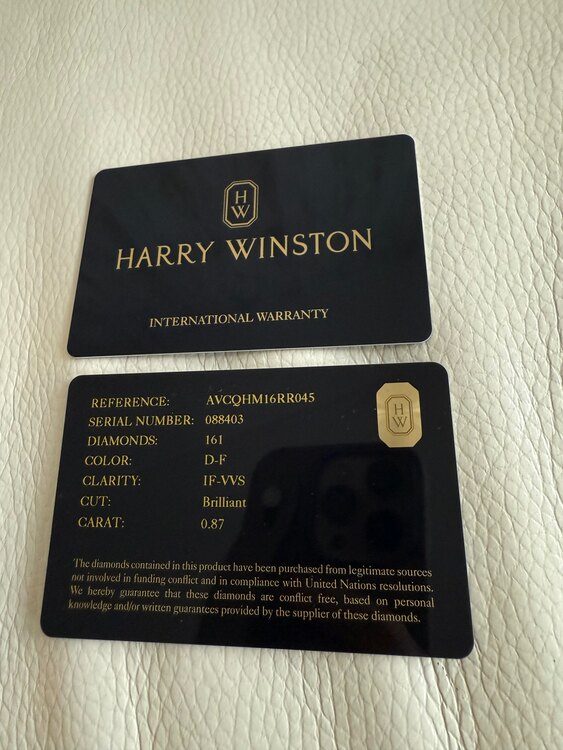 HW
HARRY WINSTON
INTERNATIONAL WARRANTY
REFERENCE: AVCQHM16RR045
SERIAL NUMBER: 088403
DIAMONDS: 161
COLOR: D-F
CLARITY: IF-VVS
CUT: Brilliant
CARAT: 0.87
HW
The diamonds contained in this product have been purchased from legitimate sources
not involved in funding conflict and in compliance with United Nations resolutions.
We hereby guarantee that these diamonds are conflict free, based on personal
knowledge and/or written guarantees provided by the supplier of these diamonds.